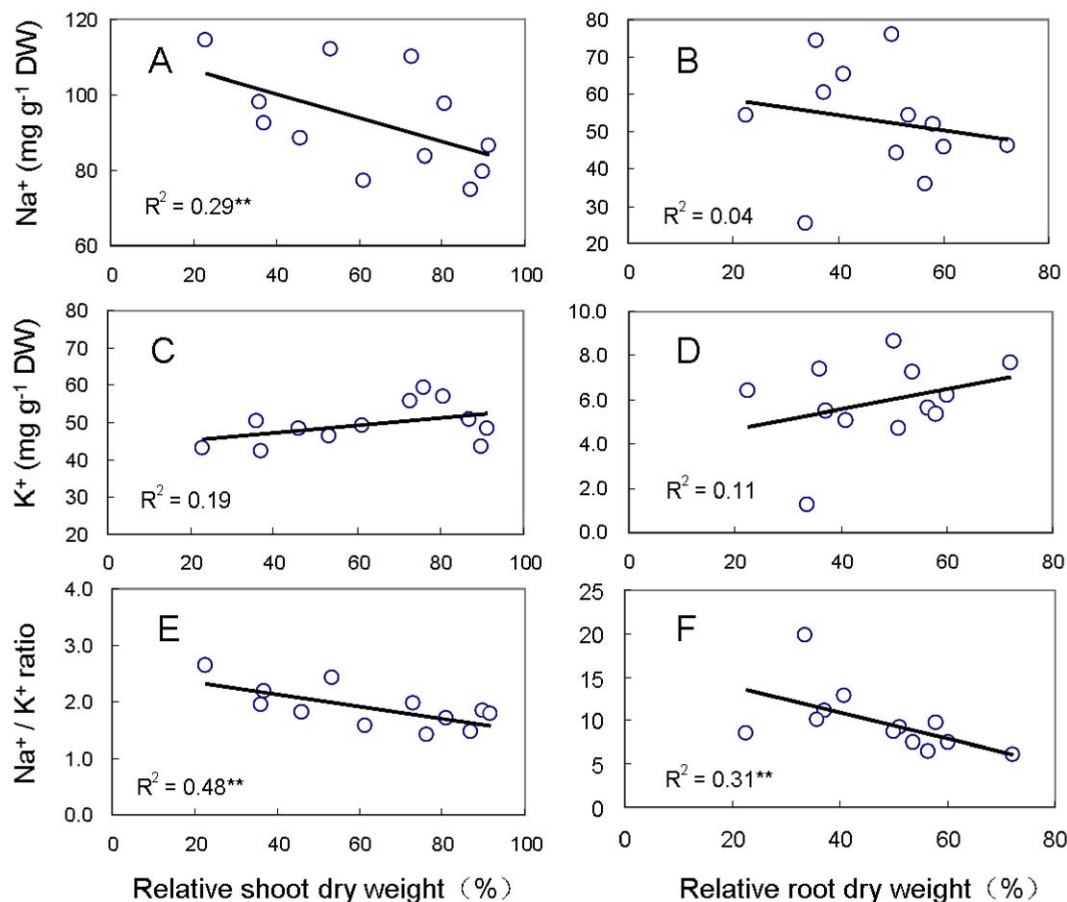 Na⁺ (mg g⁻¹ DW)
120
100
80
60
A
R² = 0.29**
0 20 40 60 80 100
80
70
60
50
40
30
20
B
R² = 0.04
0 20 40 60 80
K⁺ (mg g⁻¹ DW)
80
70
60
50
40
30
20
C
R² = 0.19
0 20 40 60 80 100
10.0
8.0
6.0
4.0
2.0
0.0
D
R² = 0.11
0 20 40 60 80
Na⁺ / K⁺ ratio
4.0
3.0
2.0
1.0
0.0
E
R² = 0.48**
0 20 40 60 80 100
Relative shoot dry weight（%）
25
20
15
10
5
0
F
R² = 0.31**
0 20 40 60 80
Relative root dry weight（%）